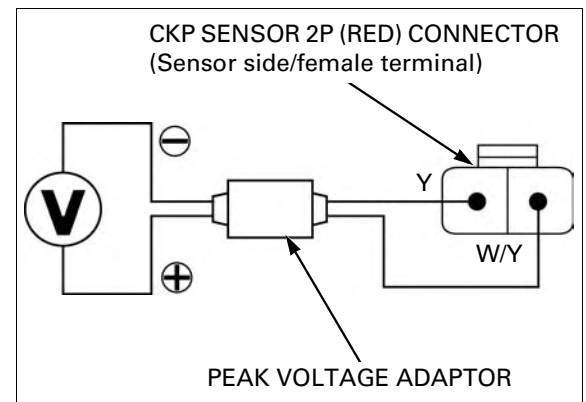 CKP SENSOR 2P (RED) CONNECTOR
(Sensor side/female terminal)
Y
V
W/Y
PEAK VOLTAGE ADAPTOR